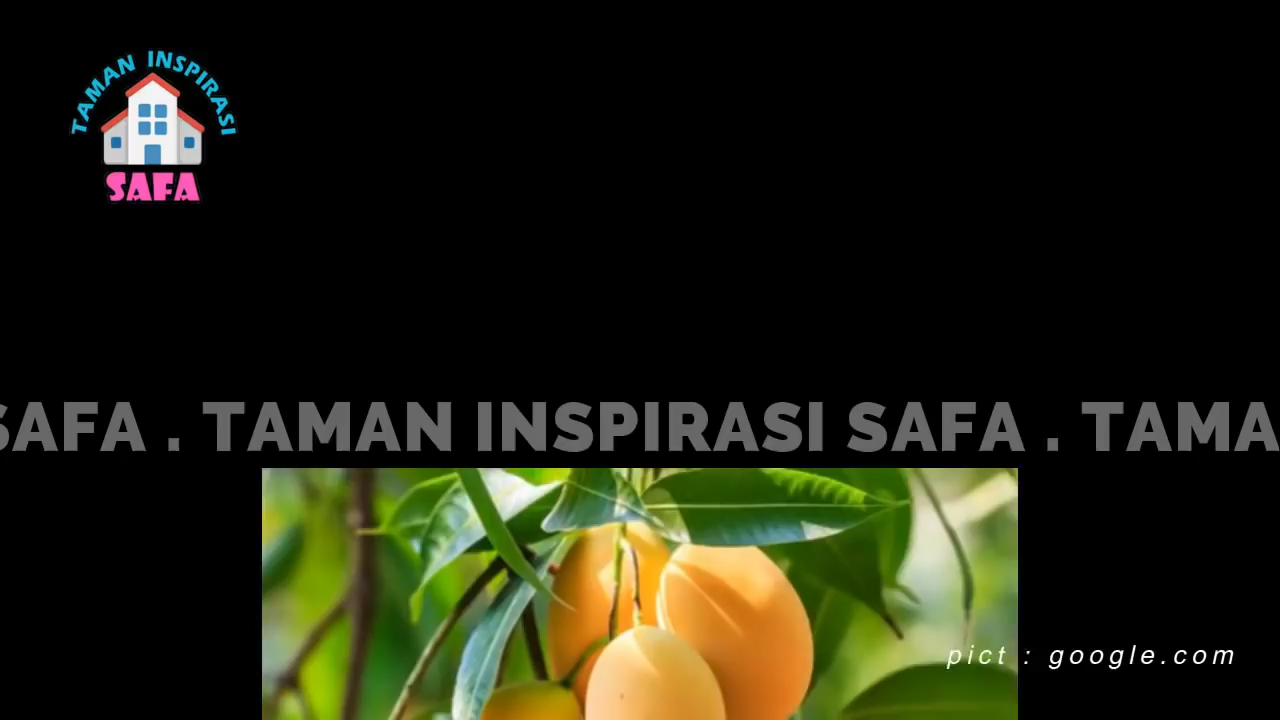 TAMAN INSPIRASI
SAFA
SAFA . TAMAN INSPIRASI SAFA . TAMA
pict : google.com